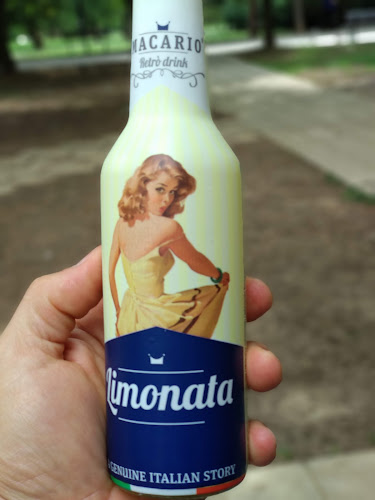 MACARIO
Retrò drink
Limonata
A GENUINE ITALIAN STORY